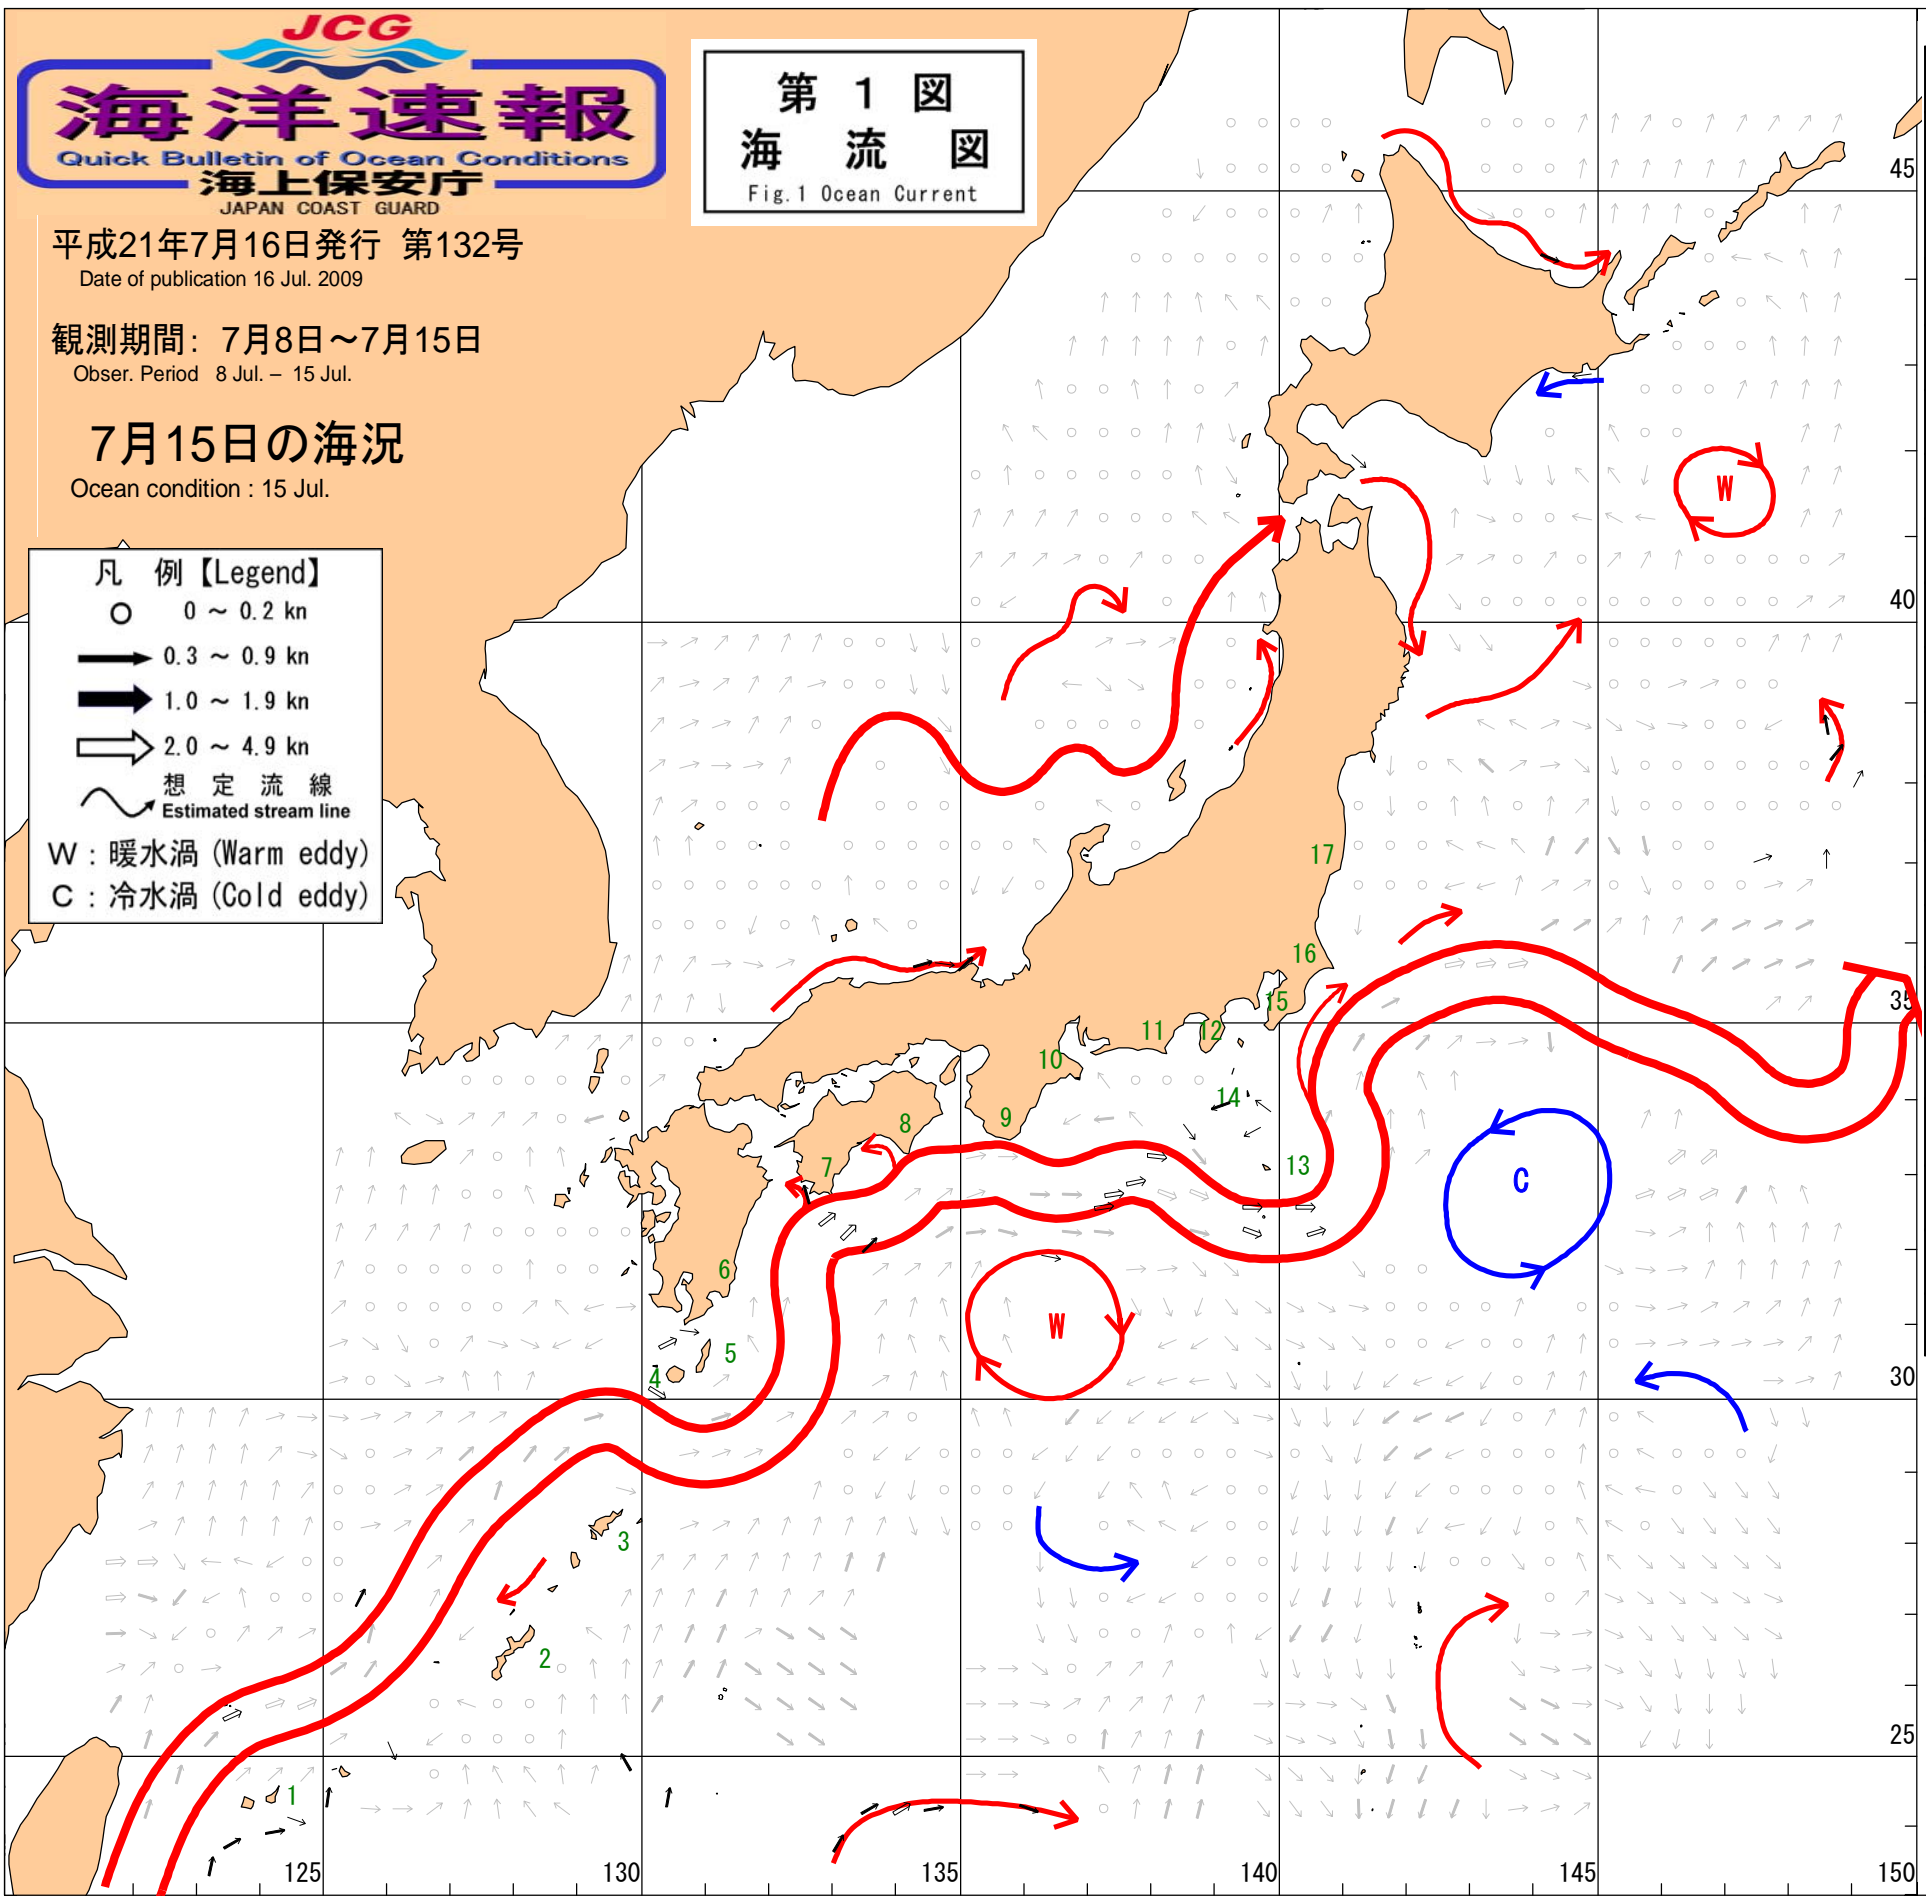 JCG
海洋速報
Quick Bulletin of Ocean Conditions
海上保安庁
JAPAN COAST GUARD
第 1 図
海 流 図
Fig.1 Ocean Current
平成21年7月16日発行 第132号
Date of publication 16 Jul. 2009
観測期間: 7月8日~7月15日
Obser. Period 8 Jul. – 15 Jul.
7月15日の海況
Ocean condition : 15 Jul.
凡 例【Legend】
0 ~ 0.2 kn
0.3 ~ 0.9 kn
1.0 ~ 1.9 kn
2.0 ~ 4.9 kn
想 定 流 線
Estimated stream line
W : 暖水渦 (Warm eddy)
C : 冷水渦 (Cold eddy)
45
W
40
17
16
15
35
11
12
10
14
9
8
13
7
C
6
W
5
4
30
3
2
25
1
125
130
135
140
145
150